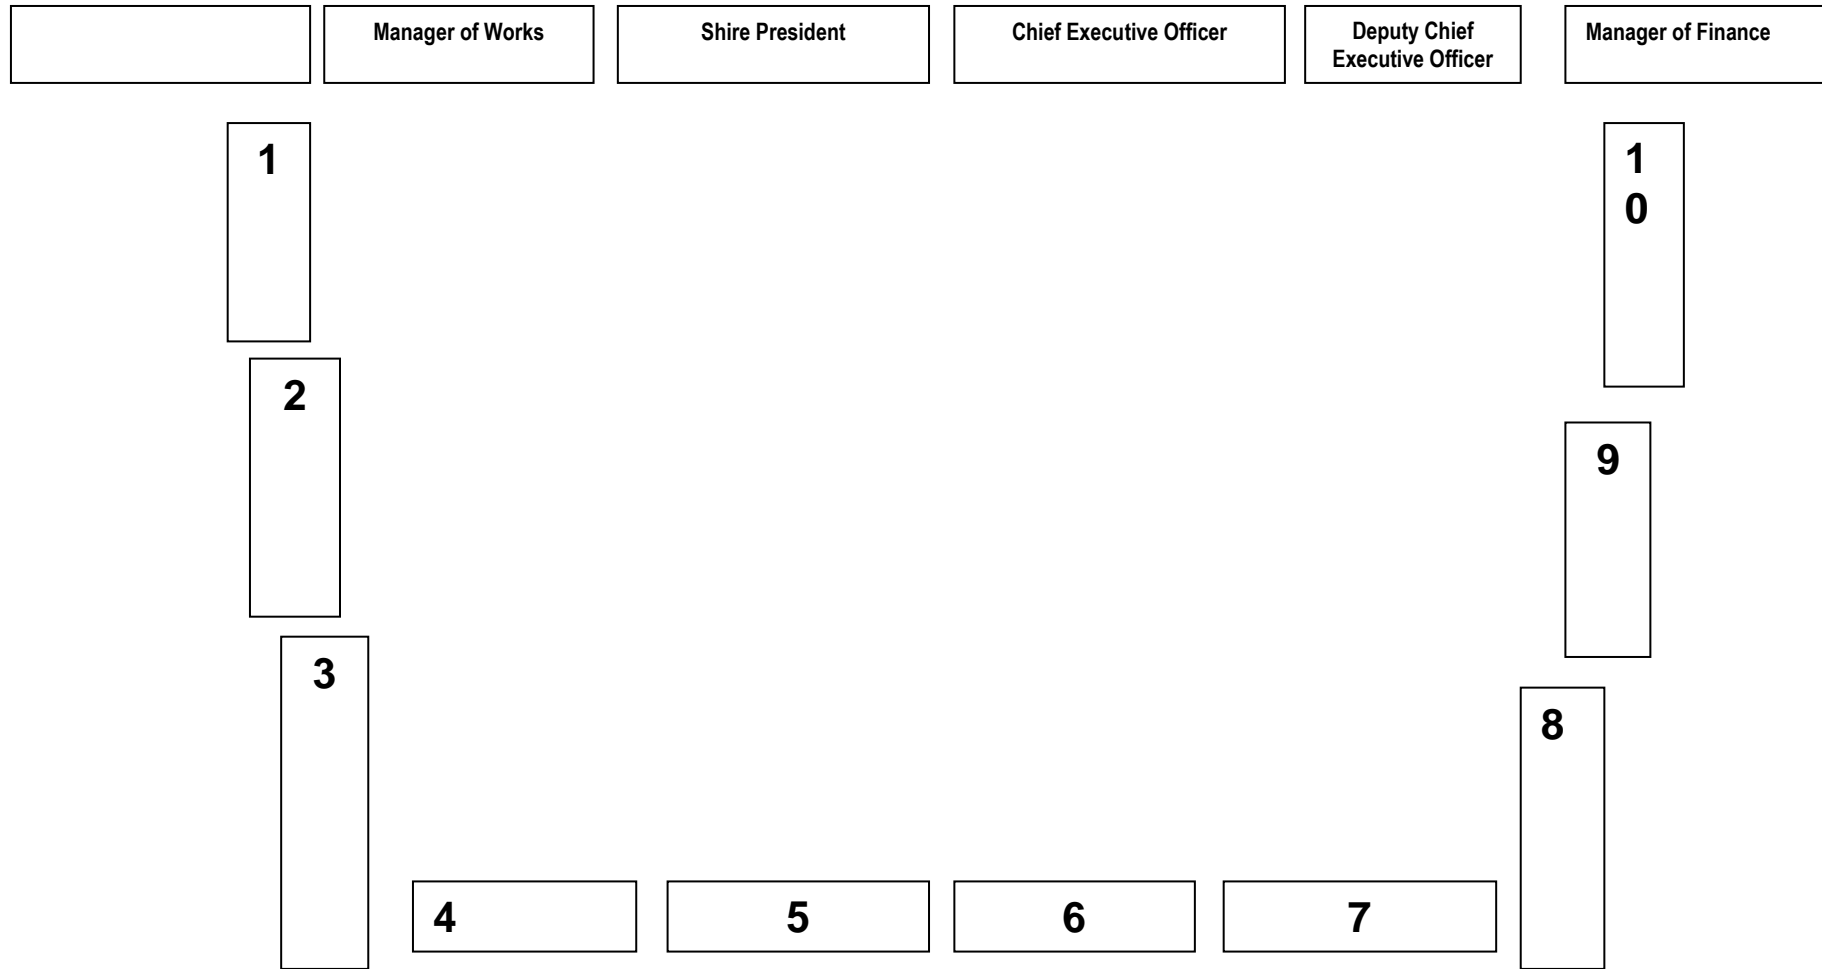 Manager of Works
Shire President
Chief Executive Officer
Deputy Chief
Executive Officer
Manager of Finance
1
1
0
2
9
3
8
4
5
6
7